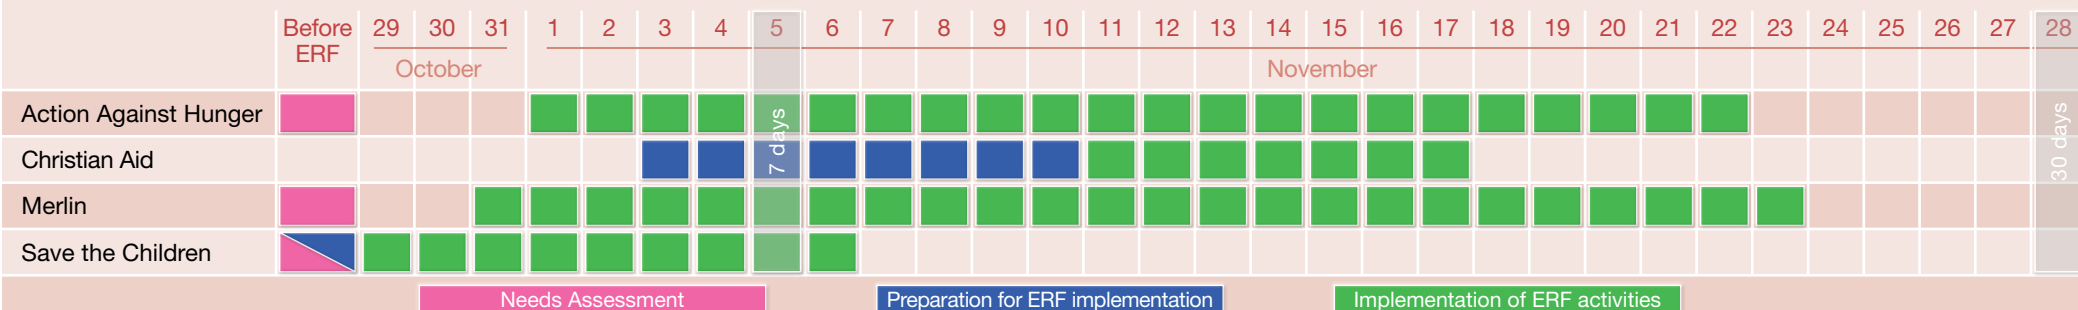 Before ERF 29 30 31 1 2 3 4 5 6 7 8 9 10 11 12 13 14 15 16 17 18 19 20 21 22 23 24 25 26 27 28
October November
Action Against Hunger
Christian Aid
Merlin
Save the Children
7 days
30 days
Needs Assessment Preparation for ERF implementation Implementation of ERF activities